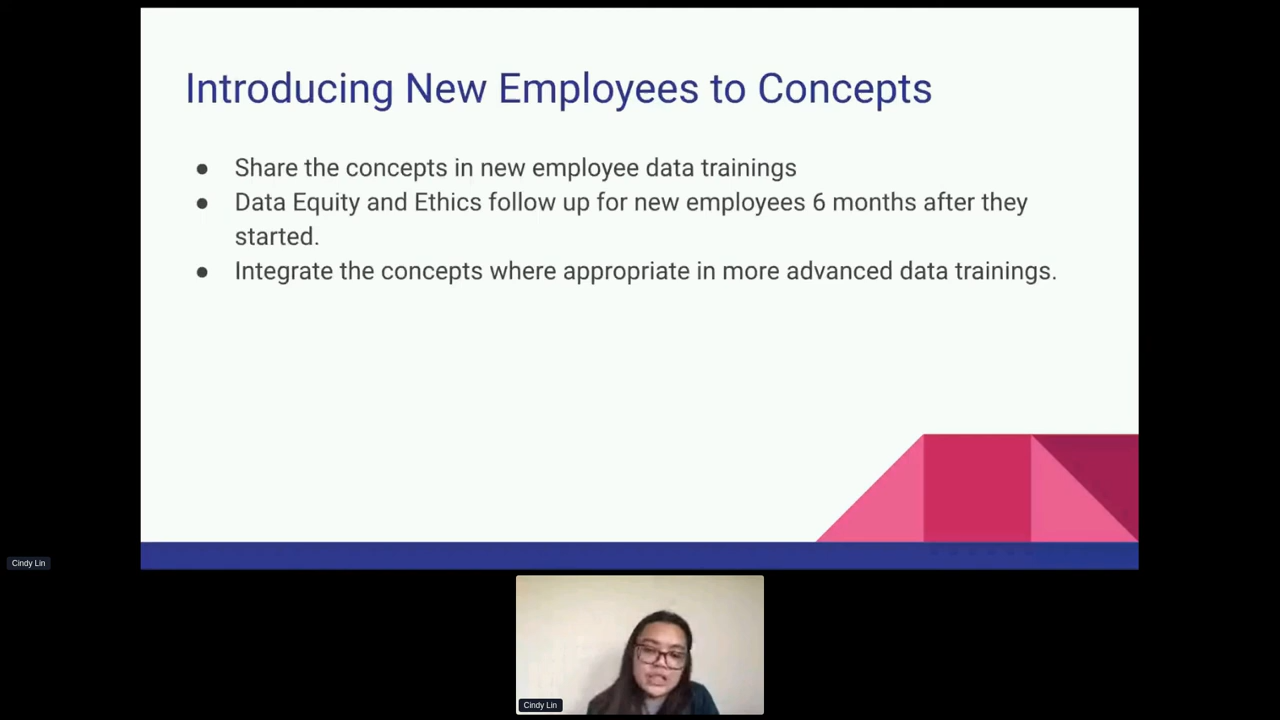 Introducing New Employees to Concepts
● Share the concepts in new employee data trainings
● Data Equity and Ethics follow up for new employees 6 months after they
started.
● Integrate the concepts where appropriate in more advanced data trainings.
Cindy Lin
Cindy Lin